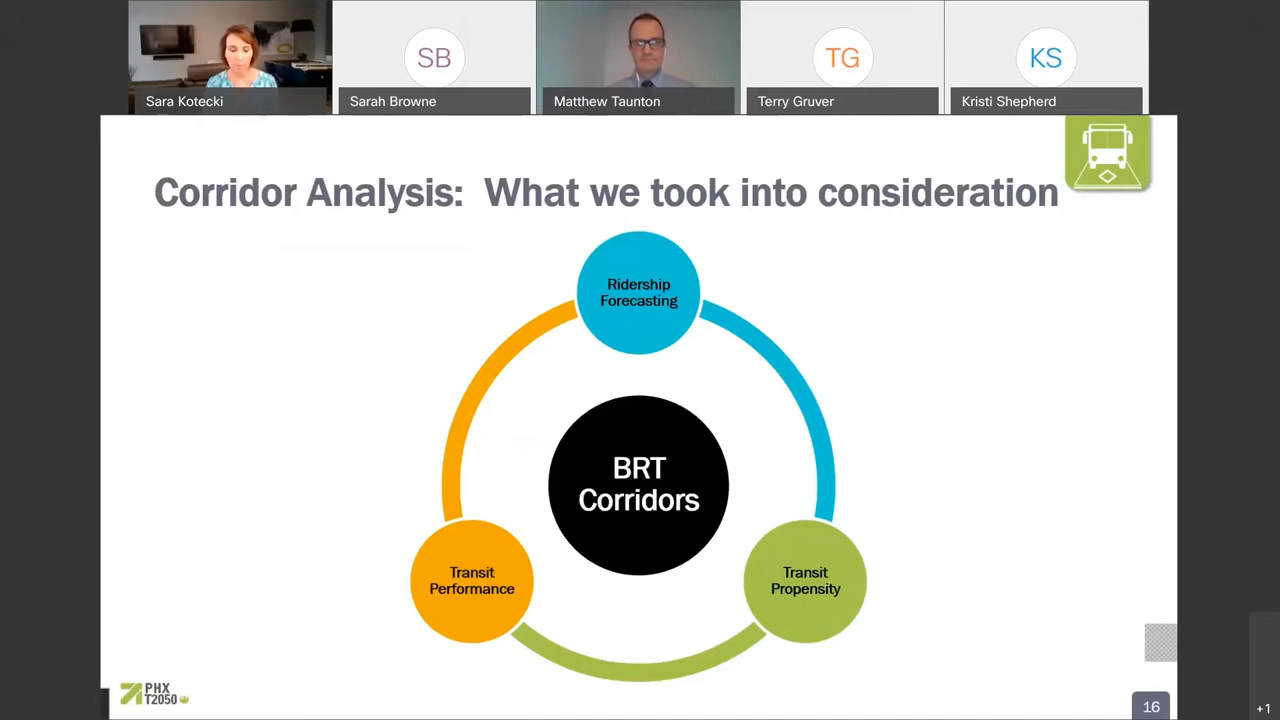 SB
TG
KS
Sara Kotecki
Sarah Browne
Matthew Taunton
Terry Gruver
Kristi Shepherd
Corridor Analysis:  What we took into consideration
Ridership
Forecasting
BRT
Corridors
Transit
Performance
Transit
Propensity
PHX
T2050
16
+1